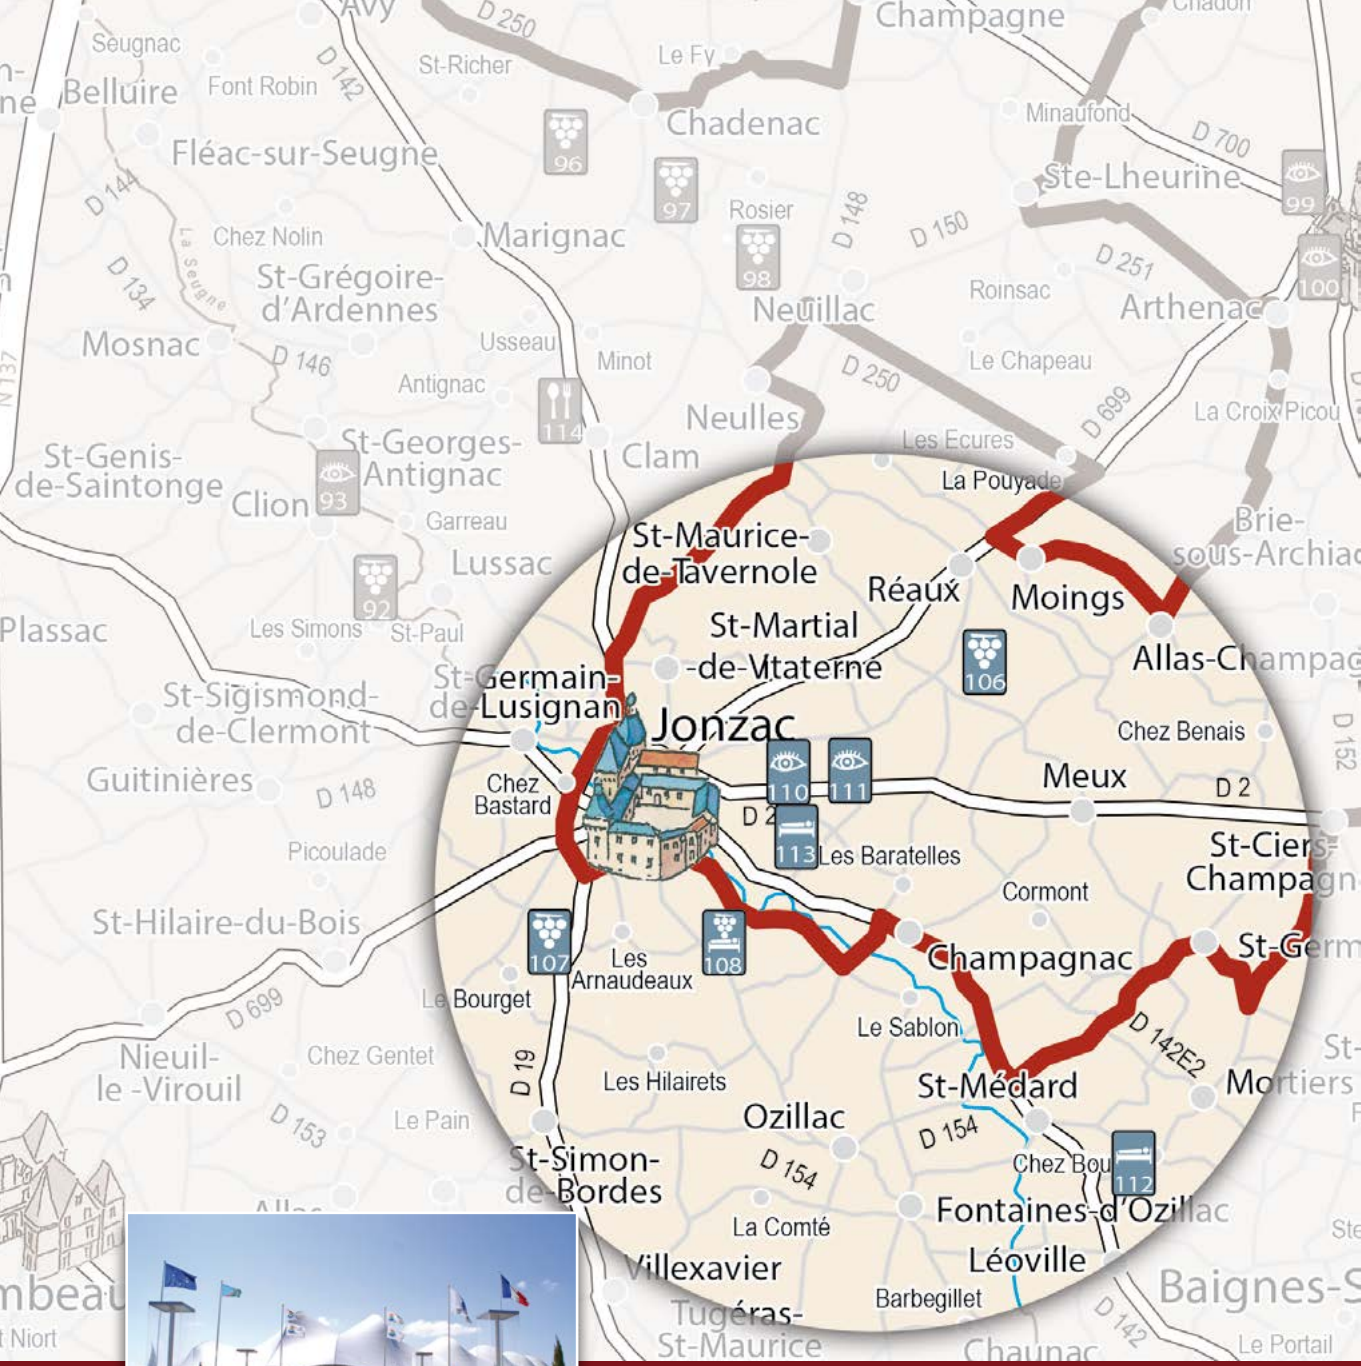 Avy
D 250
Champagne
Chadon
Seugnac
D 142
St-Richer
Le Fy
Belluire
Font Robin
Minaufond
Chadenac
D 700
Fléac-sur-Seugne
96
Ste-Lheurine
99
D 144
97
Rosier
D 148
D 150
La Seugne
Chez Nolin
Marignac
98
D 251
100
D 134
St-Grégoire-
d'Ardennes
Roinsac
Neuillac
Arthenac
Mosnac
Usseau
D 146
Minot
Le Chapeau
N 137
Antignac
D 250
D 699
114
Neulles
La Croix Picou
St-Georges-
Antignac
Les Ecures
St-Genis-
de-Saintonge
Clam
La Pouyade
Clion
93
Garreau
Brie-
sous-Archiac
St-Maurice-
de-Tavernole
Lussac
92
Réaux
Moings
Plassac
Les Simons
St-Paul
St-Martial
-de-Vitaterne
106
Allas-Champag
St-Germain-
de-Lusignan
St-Sigismond-
de-Clermont
Jonzac
Chez Benais
D 152
Guitinières
D 148
Chez
Bastard
110
111
Meux
D 2
D 2
113
Les Baratelles
St-Ciers-
Champagn
Picoulade
Cormont
St-Hilaire-du-Bois
107
108
Les
Arnaudeaux
Champagnac
St-Germ
Le Bourget
D 699
Le Sablon
D 142E2
Nieuil-
le -Virouil
Chez Gentet
D 19
Les Hilairets
St-Médard
Mortiers
St-
D 153
Le Pain
Ozillac
D 154
D 154
St-Simon-
de-Bordes
Chez Bou
112
La Comté
Fontaines-d'Ozillac
Ste
Villexavier
Léoville
mbeau
Barbegillet
Baignes-S
Tugéras-
St-Maurice
D 142
t Niort
Chaunac
Le Portail